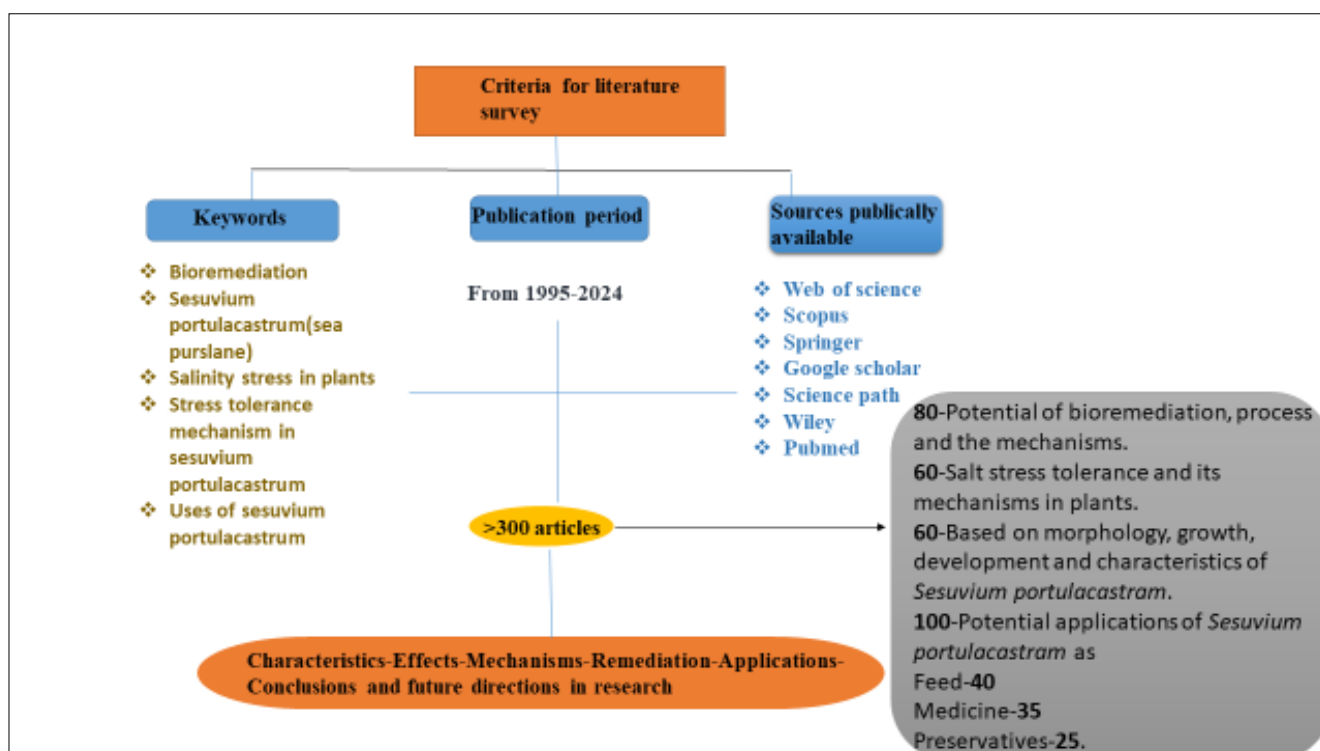 Criteria for literature
survey
Keywords
Publication period
Sources publically
available
❖ Bioremediation
❖ Sesuvium
portulacastrum(sea
purslane)
❖ Salinity stress in plants
❖ Stress tolerance
mechanism in
sesuvium
portulacastrum
❖ Uses of sesuvium
portulacastrum
From 1995-2024
❖ Web of science
❖ Scopus
❖ Springer
❖ Google scholar
❖ Science path
❖ Wiley
❖ Pubmed
>300 articles
80-Potential of bioremediation, process
and the mechanisms.
60-Salt stress tolerance and its
mechanisms in plants.
60-Based on morphology, growth,
development and characteristics of
Sesuvium portulacastram.
100-Potential applications of Sesuvium
portulacastram as
Feed-40
Medicine-35
Preservatives-25.
Characteristics-Effects-Mechanisms-Remediation-Applications-
Conclusions and future directions in research